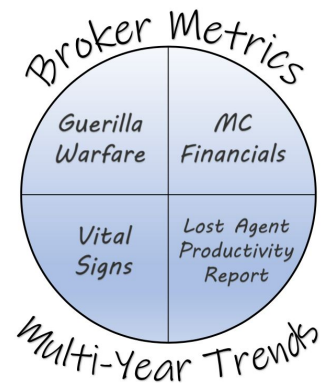 Broker Metrics
Guerilla
Warfare
MC
Financials
Vital
Signs
Lost Agent
Productivity
Report
Multi-Year Trends